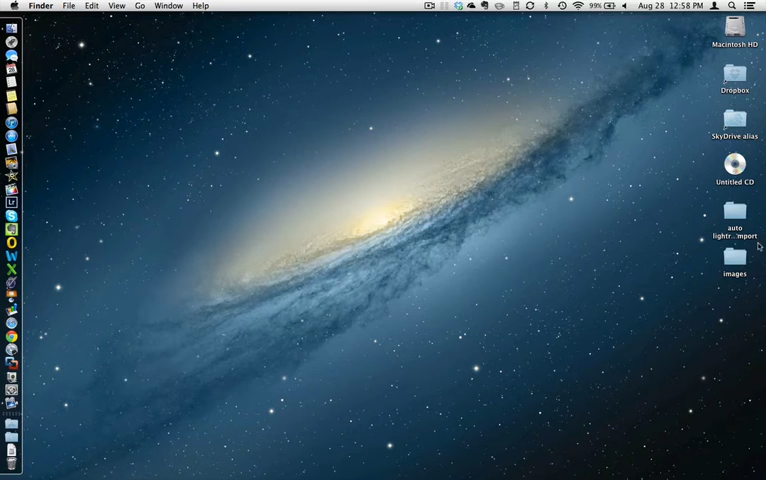 Finder File Edit View Go Window Help 99% Aug 28 12:58 PM
Macintosh HD
Dropbox
SkyDrive alias
Untitled CD
auto
lightr...mport
images
Lr